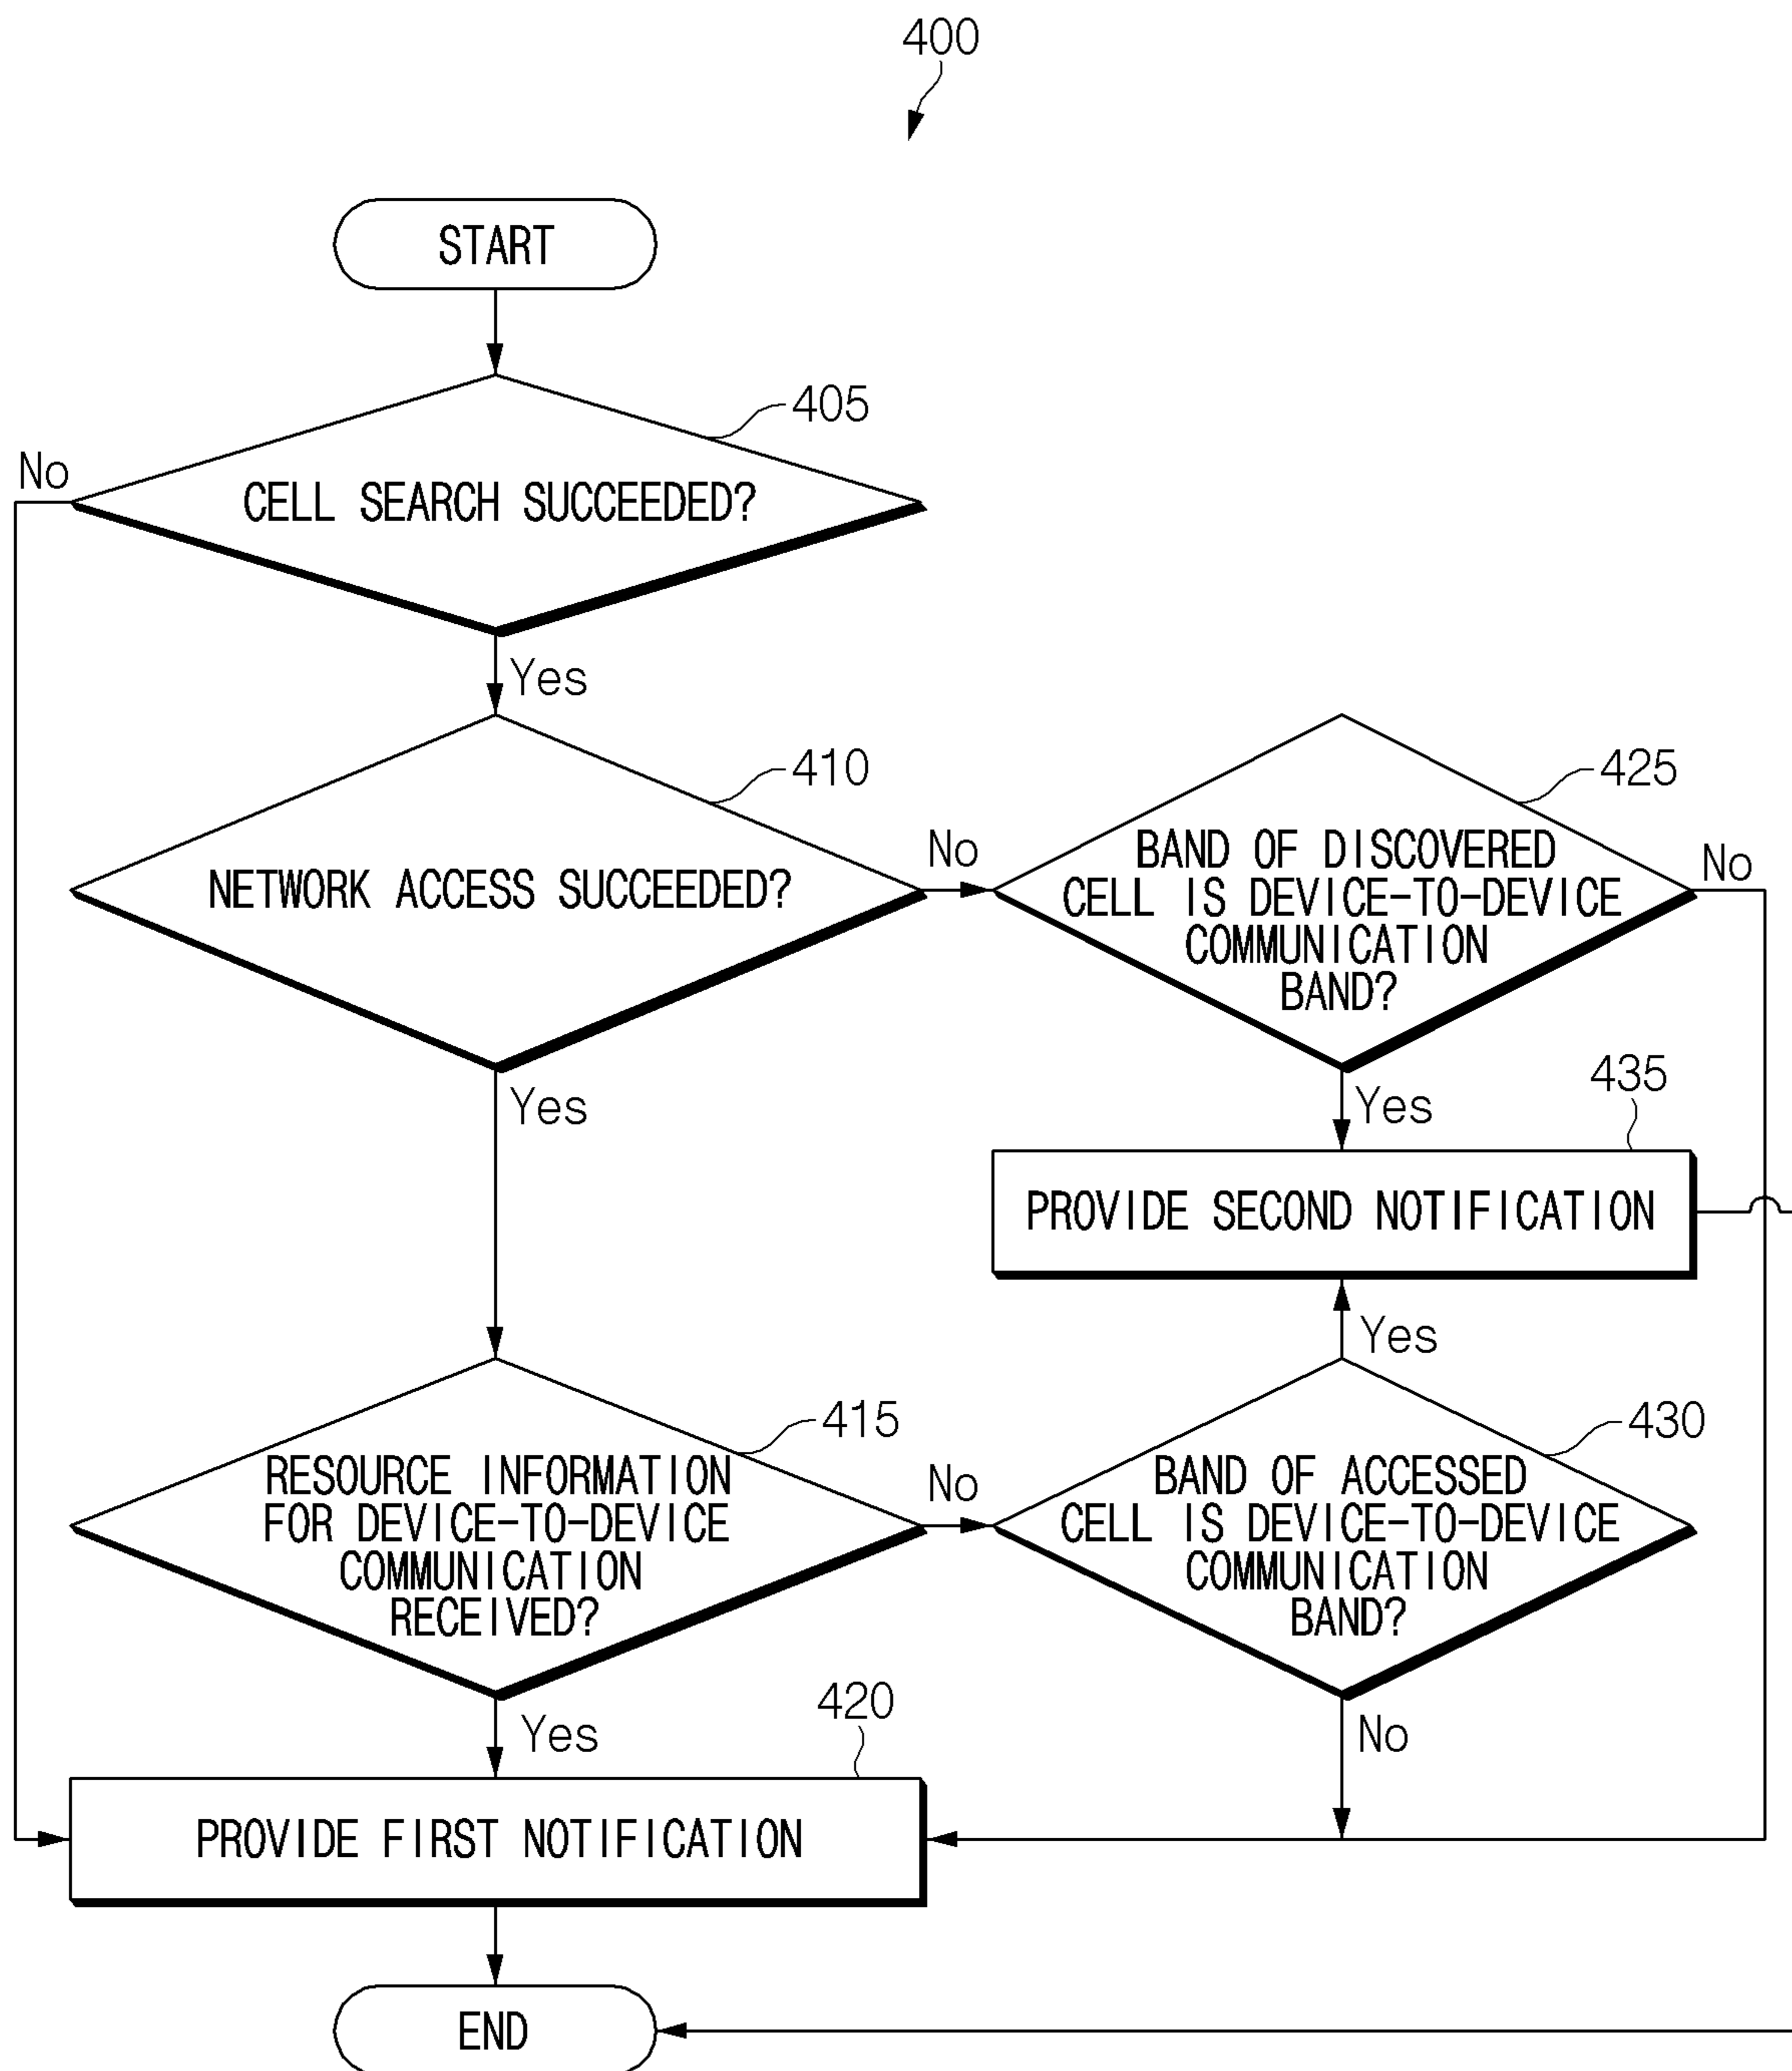 400
START
405
No
CELL SEARCH SUCCEEDED?
Yes
410
NETWORK ACCESS SUCCEEDED?
No
425
BAND OF DISCOVERED
CELL IS DEVICE-TO-DEVICE
COMMUNICATION
BAND?
No
Yes
Yes
435
PROVIDE SECOND NOTIFICATION
Yes
415
RESOURCE INFORMATION
FOR DEVICE-TO-DEVICE
COMMUNICATION
RECEIVED?
No
430
BAND OF ACCESSED
CELL IS DEVICE-TO-DEVICE
COMMUNICATION
BAND?
Yes
No
420
PROVIDE FIRST NOTIFICATION
END